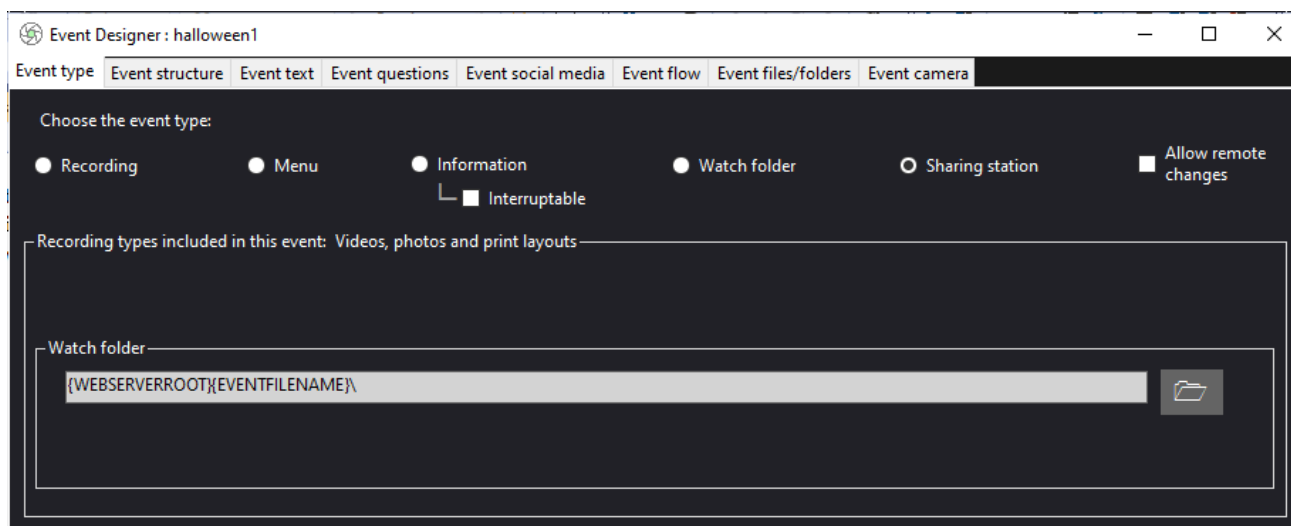 Event Designer : halloween1
Event type Event structure Event text Event questions Event social media Event flow Event files/folders Event camera
Choose the event type:
Recording Menu Information Watch folder Sharing station Allow remote
changes
Interruptable
Recording types included in this event: Videos, photos and print layouts
Watch folder
{WEBSERVERROOT}{EVENTFILENAME}\